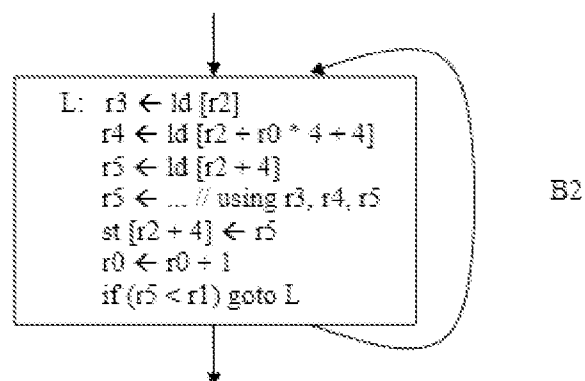 L: r3 ← ld [r2]
r4 ← ld [r2 + r0 * 4 + 4]
r5 ← ld [r2 + 4]
r5 ← ... // using r3, r4, r5
st [r2 + 4] ← r5
r0 ← r0 + 1
if (r5 < r1) goto L
B2